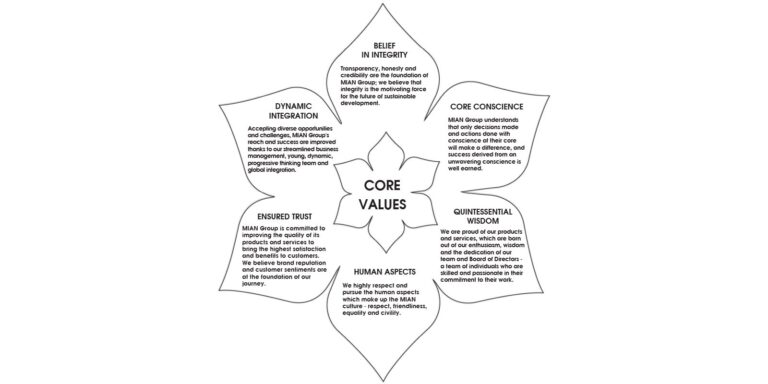 BELIEF
IN INTEGRITY
Transparency, honesty and
credibility are the foundation of
MIAN Group; we believe that
integrity is the motivating force
for the future of sustainable
development.
CORE CONSCIENCE
MIAN Group understands
that only decisions made
and actions done with
conscience at their core
will make a difference, and
success derived from an
unwavering conscience is
well earned.
QUINTESSENTIAL
WISDOM
We are proud of our products
and services, which are born
out of our enthusiasm, wisdom
and the dedication of our
team and Board of Directors -
a team of individuals who are
skilled and passionate in their
commitment to their work.
HUMAN ASPECTS
We highly respect and
pursue the human aspects
which make up the MIAN
culture - respect, friendliness,
equality and civility.
ENSURED TRUST
MIAN Group is committed to
improving the quality of its
products and services to
bring the highest satisfaction
and benefits to customers.
We believe brand reputation
and customer sentiments are
at the foundation of our
journey.
DYNAMIC
INTEGRATION
Accepting diverse opportunities
and challenges, MIAN Group's
reach and success are improved
thanks to our streamlined business
management, young, dynamic,
progressive thinking team and
global integration.
CORE
VALUES